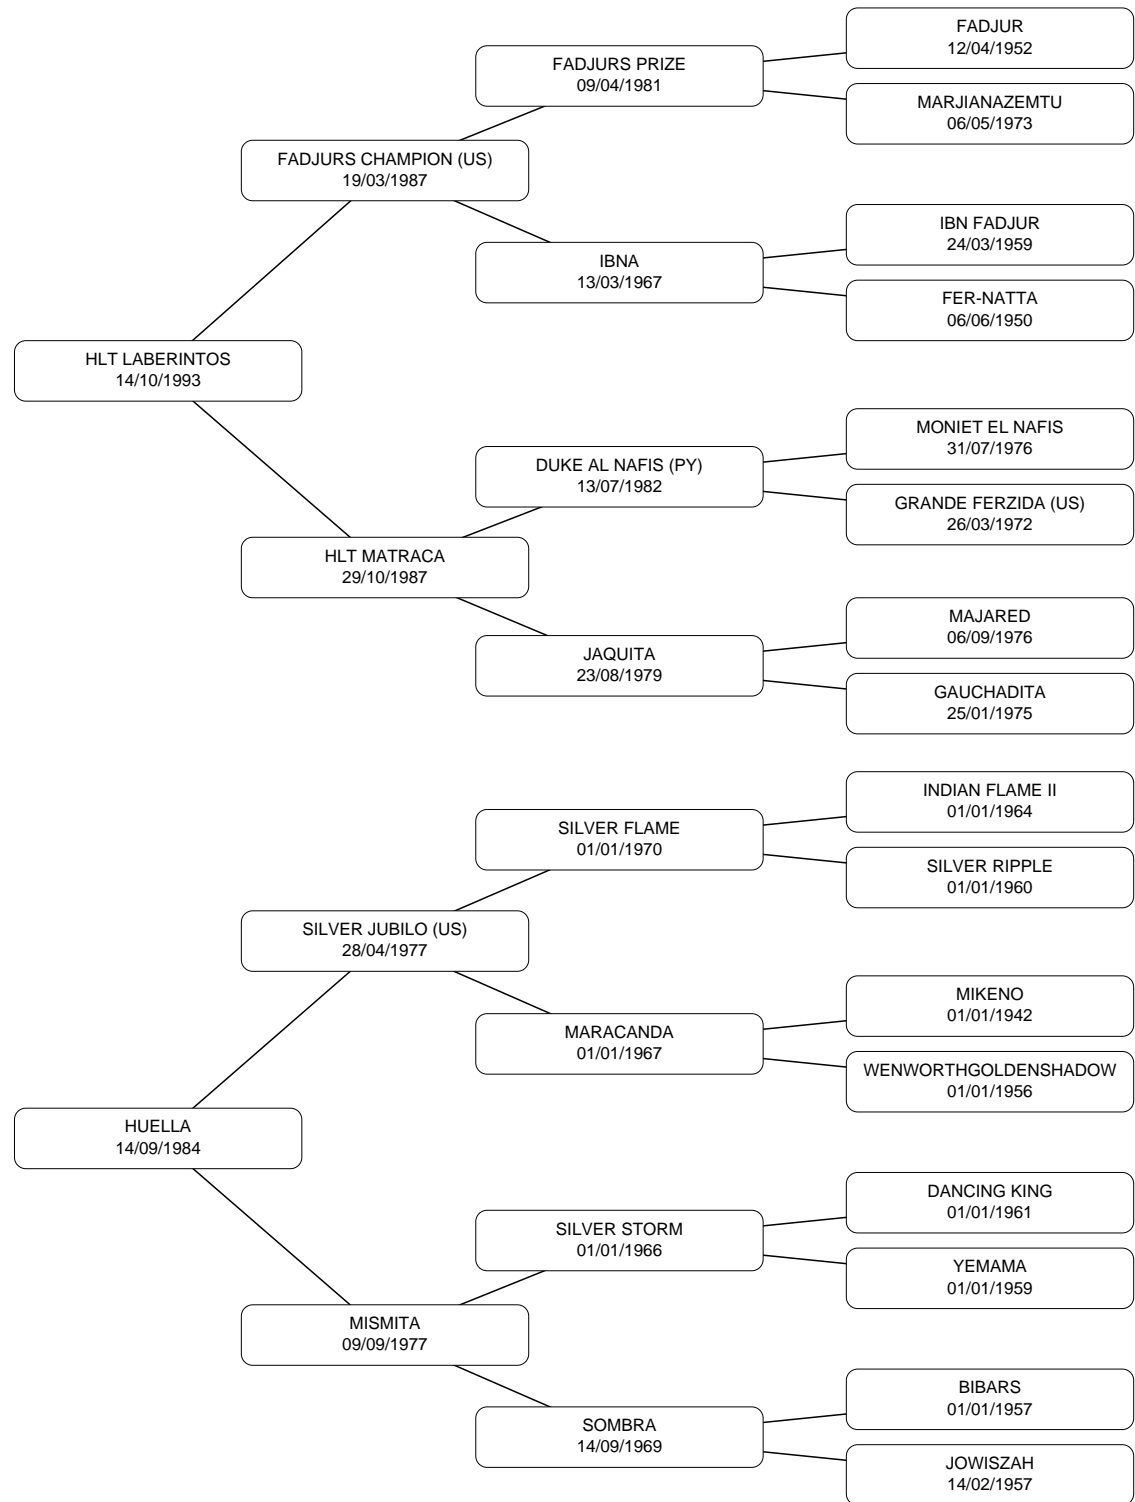 FADJUR
12/04/1952
FADJURS PRIZE
09/04/1981
MARJIANAZEMTU
06/05/1973
FADJURS CHAMPION (US)
19/03/1987
IBN FADJUR
24/03/1959
IBNA
13/03/1967
FER-NATTA
06/06/1950
HLT LABERINTOS
14/10/1993
MONIET EL NAFIS
31/07/1976
DUKE AL NAFIS (PY)
13/07/1982
GRANDE FERZIDA (US)
26/03/1972
HLT MATRACA
29/10/1987
MAJARED
06/09/1976
JAQUITA
23/08/1979
GAUCHADITA
25/01/1975
INDIAN FLAME II
01/01/1964
SILVER FLAME
01/01/1970
SILVER RIPPLE
01/01/1960
SILVER JUBILO (US)
28/04/1977
MIKENO
01/01/1942
MARACANDA
01/01/1967
WENWORTHGOLDENSHADOW
01/01/1956
HUELLA
14/09/1984
DANCING KING
01/01/1961
SILVER STORM
01/01/1966
YEMAMA
01/01/1959
MISMITA
09/09/1977
BIBARS
01/01/1957
SOMBRA
14/09/1969
JOWISZAH
14/02/1957